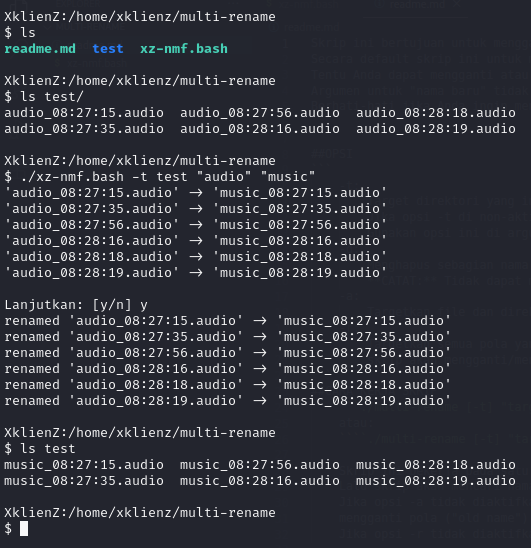 XklienZ:/home/xklienz/multi-rename
$ ls
readme.md  test  xz-nmf.bash
XklienZ:/home/xklienz/multi-rename
$ ls test/
audio_08:27:15.audio  audio_08:27:56.audio  audio_08:28:18.audio
audio_08:27:35.audio  audio_08:28:16.audio  audio_08:28:19.audio
XklienZ:/home/xklienz/multi-rename
$ ./xz-nmf.bash -t test "audio" "music"
'audio_08:27:15.audio' -> 'music_08:27:15.audio'
'audio_08:27:35.audio' -> 'music_08:27:35.audio'
'audio_08:27:56.audio' -> 'music_08:27:56.audio'
'audio_08:28:16.audio' -> 'music_08:28:16.audio'
'audio_08:28:18.audio' -> 'music_08:28:18.audio'
'audio_08:28:19.audio' -> 'music_08:28:19.audio'
Lanjutkan: [y/n] y
renamed 'audio_08:27:15.audio' -> 'music_08:27:15.audio'
renamed 'audio_08:27:35.audio' -> 'music_08:27:35.audio'
renamed 'audio_08:27:56.audio' -> 'music_08:27:56.audio'
renamed 'audio_08:28:16.audio' -> 'music_08:28:16.audio'
renamed 'audio_08:28:18.audio' -> 'music_08:28:18.audio'
renamed 'audio_08:28:19.audio' -> 'music_08:28:19.audio'
XklienZ:/home/xklienz/multi-rename
$ ls test
music_08:27:15.audio  music_08:27:56.audio  music_08:28:18.audio
music_08:27:35.audio  music_08:28:16.audio  music_08:28:19.audio
XklienZ:/home/xklienz/multi-rename
$